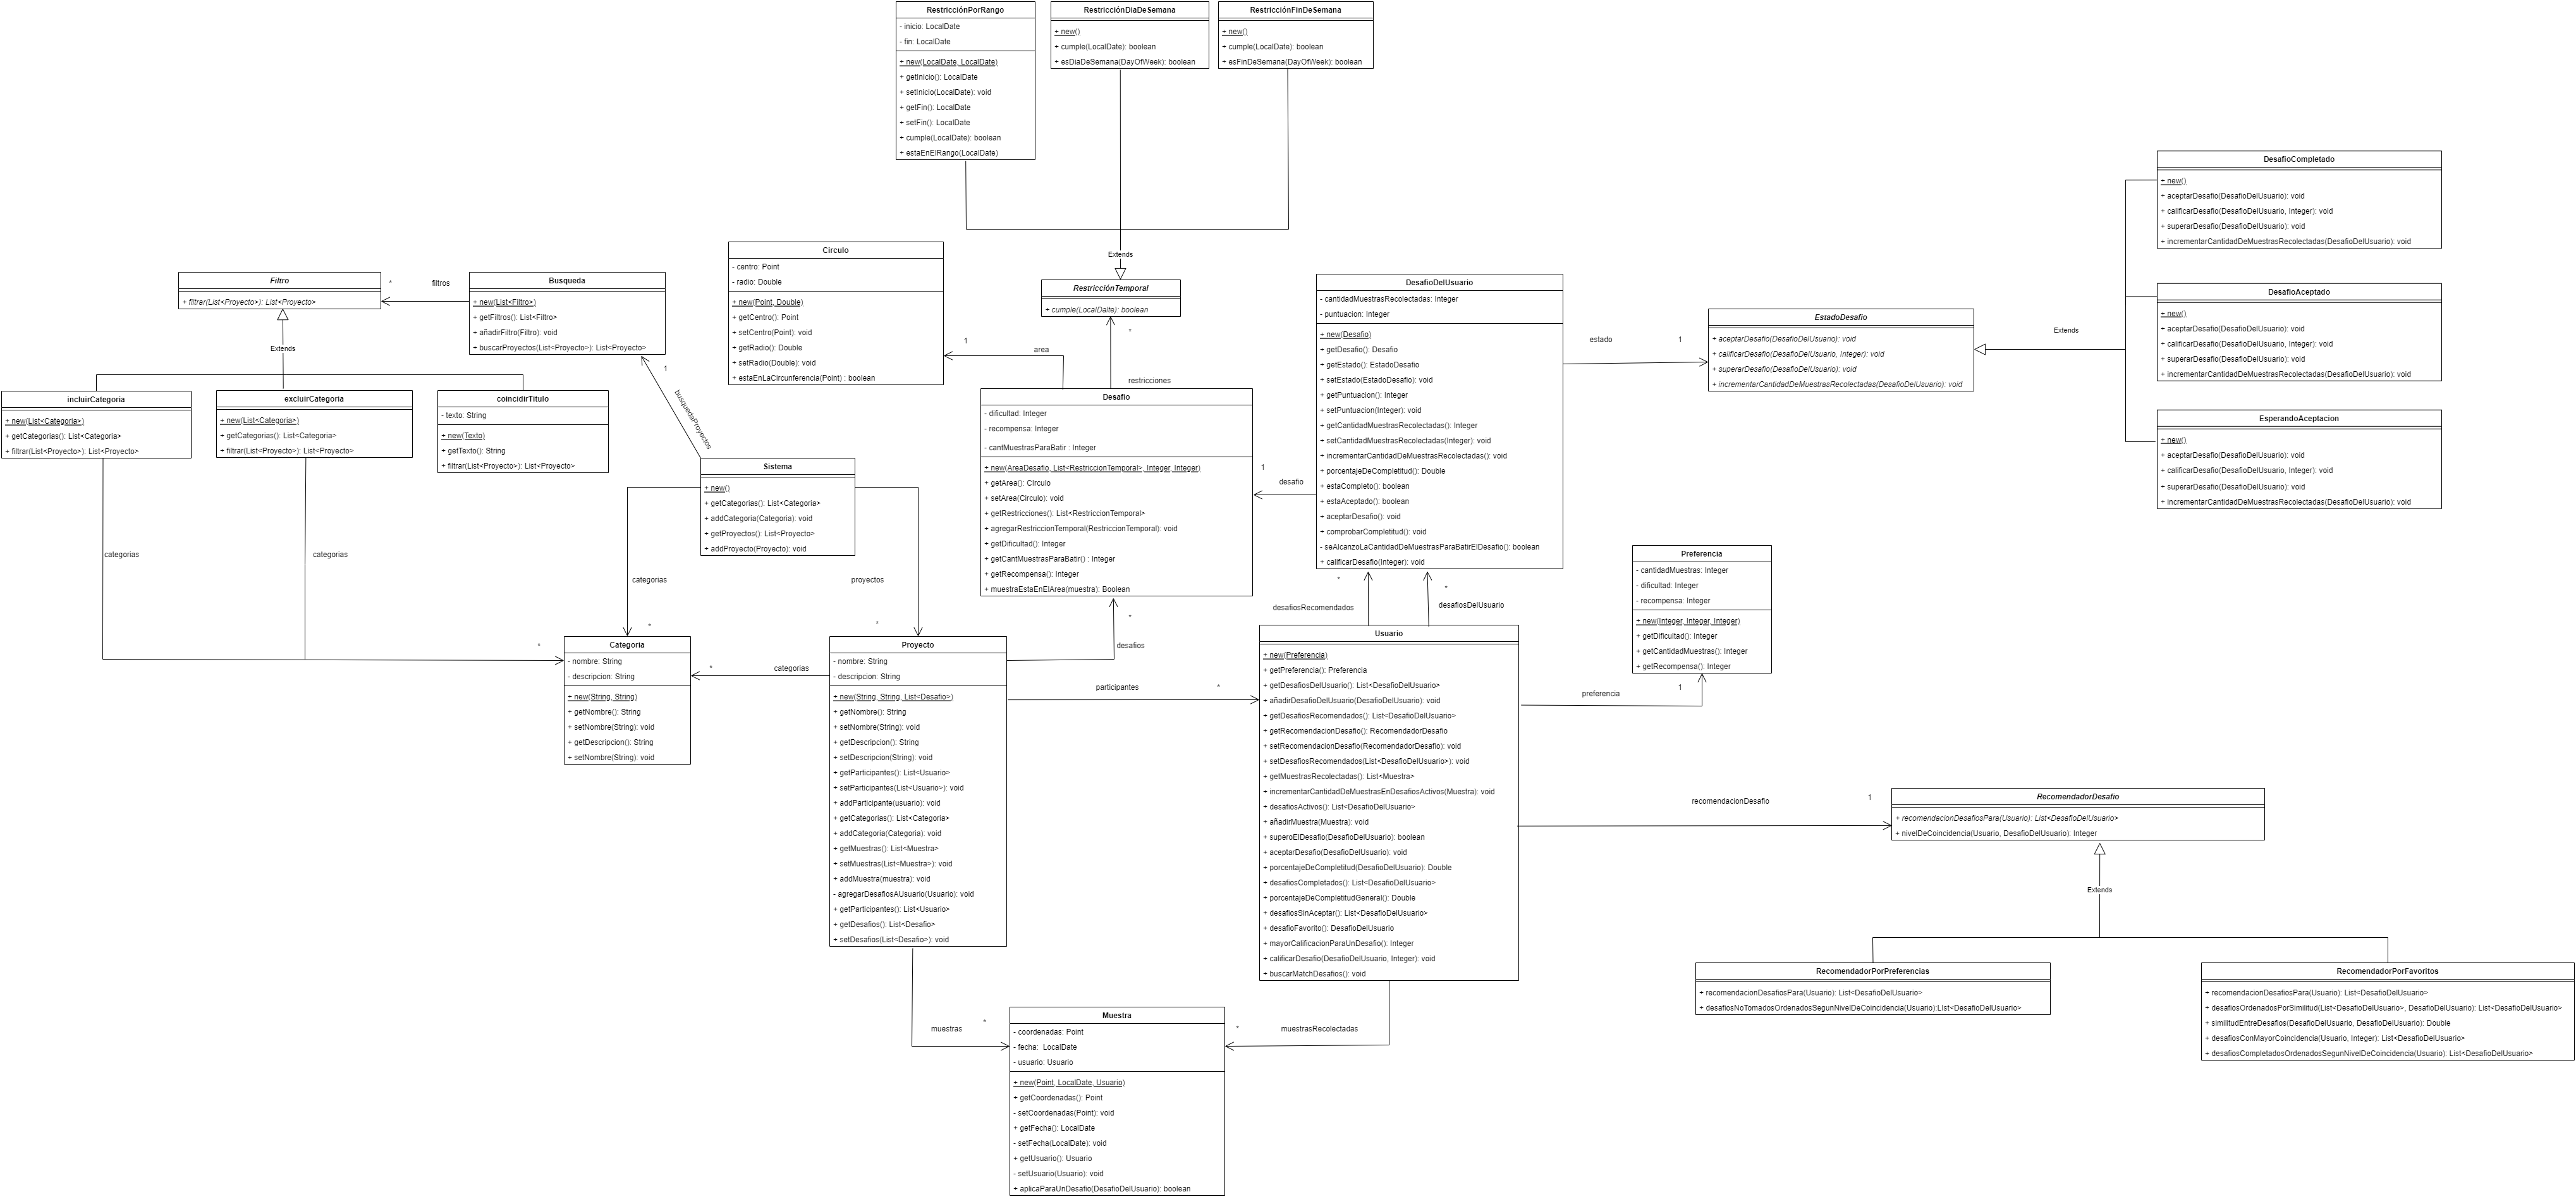 RestricciónPorRango
- inicio: LocalDate
- fin: LocalDate
+ new(LocalDate, LocalDate)
+ getInicio(): LocalDate
+ setInicio(LocalDate): void
+ getFin(): LocalDate
+ setFin(): LocalDate
+ cumple(LocalDate): boolean
+ estaEnElRango(LocalDate)
RestricciónDiaDeSemana
+ new()
+ cumple(LocalDate): boolean
+ esDiaDeSemana(DayOfWeek): boolean
RestricciónFinDeSemana
+ new()
+ cumple(LocalDate): boolean
+ esFinDeSemana(DayOfWeek): boolean
Extends
RestricciónTemporal
+ cumple(LocalDalte): boolean
*
restricciones
Circulo
- centro: Point
- radio: Double
+ new(Point, Double)
+ getCentro(): Point
+ setCentro(Point): void
+ getRadio(): Double
+ setRadio(Double): void
+ estaEnLaCircunferencia(Point) : boolean
1
area
Filtro
+ filtrar(List<Proyecto>): List<Proyecto>
*
filtros
Busqueda
+ new(List<Filtro>)
+ getFiltros(): List<Filtro>
+ añadirFiltro(Filtro): void
+ buscarProyectos(List<Proyecto>): List<Proyecto>
Extends
1
busquedaProyectos
incluirCategoria
+ new(List<Categoria>)
+ getCategorias(): List<Categoria>
+ filtrar(List<Proyecto>): List<Proyecto>
excluirCategoria
+ new(List<Categoria>)
+ getCategorias(): List<Categoria>
+ filtrar(List<Proyecto>): List<Proyecto>
coincidirTitulo
- texto: String
+ new(Texto)
+ getTexto(): String
+ filtrar(List<Proyecto>): List<Proyecto>
categorias
categorias
*
Sistema
+ new()
+ getCategorias(): List<Categoria>
+ addCategoria(Categoria): void
+ getProyectos(): List<Proyecto>
+ addProyecto(Proyecto): void
categorias
*
proyectos
*
Desafio
- dificultad: Integer
- recompensa: Integer
- cantMuestrasParaBatir : Integer
+ new(AreaDesafio, List<RestriccionTemporal>, Integer, Integer)
+ getArea(): CIrculo
+ setArea(Circulo): void
+ getRestricciones(): List<RestriccionTemporal>
+ agregarRestriccionTemporal(RestriccionTemporal): void
+ getDificultad(): Integer
+ getCantMuestrasParaBatir() : Integer
+ getRecompensa(): Integer
+ muestraEstaEnElArea(muestra): Boolean
1
desafio
DesafioDelUsuario
- cantidadMuestrasRecolectadas: Integer
- puntuacion: Integer
+ new(Desafio)
+ getDesafio(): Desafio
+ getEstado(): EstadoDesafio
+ setEstado(EstadoDesafio): void
+ getPuntuacion(): Integer
+ setPuntuacion(Integer): void
+ getCantidadMuestrasRecolectadas(): Integer
+ setCantidadMuestrasRecolectadas(Integer): void
+ incrementarCantidadDeMuestrasRecolectadas(): void
+ porcentajeDeCompletitud(): Double
+ estaCompleto(): boolean
+ estaAceptado(): boolean
+ aceptarDesafio(): void
+ comprobarCompletitud(): void
- seAlcanzoLaCantidadDeMuestrasParaBatirElDesafio(): boolean
+ calificarDesafio(Integer): void
estado
1
EstadoDesafio
+ aceptarDesafio(DesafioDelUsuario): void
+ calificarDesafio(DesafioDelUsuario, Integer): void
+ superarDesafio(DesafioDelUsuario): void
+ incrementarCantidadDeMuestrasRecolectadas(DesafioDelUsuario): void
Extends
DesafioCompletado
+ new()
+ aceptarDesafio(DesafioDelUsuario): void
+ calificarDesafio(DesafioDelUsuario, Integer): void
+ superarDesafio(DesafioDelUsuario): void
+ incrementarCantidadDeMuestrasRecolectadas(DesafioDelUsuario): void
DesafioAceptado
+ new()
+ aceptarDesafio(DesafioDelUsuario): void
+ calificarDesafio(DesafioDelUsuario, Integer): void
+ superarDesafio(DesafioDelUsuario): void
+ incrementarCantidadDeMuestrasRecolectadas(DesafioDelUsuario): void
EsperandoAceptacion
+ new()
+ aceptarDesafio(DesafioDelUsuario): void
+ calificarDesafio(DesafioDelUsuario, Integer): void
+ superarDesafio(DesafioDelUsuario): void
+ incrementarCantidadDeMuestrasRecolectadas(DesafioDelUsuario): void
*
desafiosRecomendados
*
desafiosDelUsuario
Preferencia
- cantidadMuestras: Integer
- dificultad: Integer
- recompensa: Integer
+ new(Integer, Integer, Integer)
+ getDificultad(): Integer
+ getCantidadMuestras(): Integer
+ getRecompensa(): Integer
preferencia
1
Categoria
- nombre: String
- descripcion: String
+ new(String, String)
+ getNombre(): String
+ setNombre(String): void
+ getDescripcion(): String
+ setNombre(String): void
*
categorias
Proyecto
- nombre: String
- descripcion: String
+ new(String, String, List<Desafio>)
+ getNombre(): String
+ setNombre(String): void
+ getDescripcion(): String
+ setDescripcion(String): void
+ getParticipantes(): List<Usuario>
+ setParticipantes(List<Usuario>): void
+ addParticipante(usuario): void
+ getCategorias(): List<Categoria>
+ addCategoria(Categoria): void
+ getMuestras(): List<Muestra>
+ setMuestras(List<Muestra>): void
+ addMuestra(muestra): void
- agregarDesafiosAUsuario(Usuario): void
+ getParticipantes(): List<Usuario>
+ getDesafios(): List<Desafio>
+ setDesafios(List<Desafio>): void
*
desafios
participantes
*
Usuario
+ new(Preferencia)
+ getPreferencia(): Preferencia
+ getDesafiosDelUsuario(): List<DesafioDelUsuario>
+ añadirDesafioDelUsuario(DesafioDelUsuario): void
+ getDesafiosRecomendados(): List<DesafioDelUsuario>
+ getRecomendacionDesafio(): RecomendadorDesafio
+ setRecomendacionDesafio(RecomendadorDesafio): void
+ setDesafiosRecomendados(List<DesafioDelUsuario>): void
+ getMuestrasRecolectadas(): List<Muestra>
+ incrementarCantidadDeMuestrasEnDesafiosActivos(Muestra): void
+ desafiosActivos(): List<DesafioDelUsuario>
+ añadirMuestra(Muestra): void
+ superoElDesafio(DesafioDelUsuario): boolean
+ aceptarDesafio(DesafioDelUsuario): void
+ porcentajeDeCompletitud(DesafioDelUsuario): Double
+ desafiosCompletados(): List<DesafioDelUsuario>
+ porcentajeDeCompletitudGeneral(): Double
+ desafiosSinAceptar(): List<DesafioDelUsuario>
+ desafioFavorito(): DesafioDelUsuario
+ mayorCalificacionParaUnDesafio(): Integer
+ calificarDesafio(DesafioDelUsuario, Integer): void
+ buscarMatchDesafios(): void
recomendacionDesafio
1
RecomendadorDesafio
+ recomendacionDesafiosPara(Usuario): List<DesafioDelUsuario>
+ nivelDeCoincidencia(Usuario, DesafioDelUsuario): Integer
Extends
RecomendadorPorPreferencias
+ recomendacionDesafiosPara(Usuario): List<DesafioDelUsuario>
+ desafiosNoTomadosOrdenadosSegunNivelDeCoincidencia(Usuario):LIst<DesafioDelUsuario>
RecomendadorPorFavoritos
+ recomendacionDesafiosPara(Usuario): List<DesafioDelUsuario>
+ desafiosOrdenadosPorSimilitud(List<DesafioDelUsuario>, DesafioDelUsuario): List<DesafioDelUsuario>
+ similitudEntreDesafios(DesafioDelUsuario, DesafioDelUsuario): Double
+ desafiosConMayorCoincidencia(Usuario, Integer): List<DesafioDelUsuario>
+ desafiosCompletadosOrdenadosSegunNivelDeCoincidencia(Usuario): List<DesafioDelUsuario>
muestras
*
Muestra
- coordenadas: Point
- fecha:  LocalDate
- usuario: Usuario
+ new(Point, LocalDate, Usuario)
+ getCoordenadas(): Point
- setCoordenadas(Point): void
+ getFecha(): LocalDate
- setFecha(LocalDate): void
+ getUsuario(): Usuario
- setUsuario(Usuario): void
+ aplicaParaUnDesafio(DesafioDelUsuario): boolean
*
muestrasRecolectadas